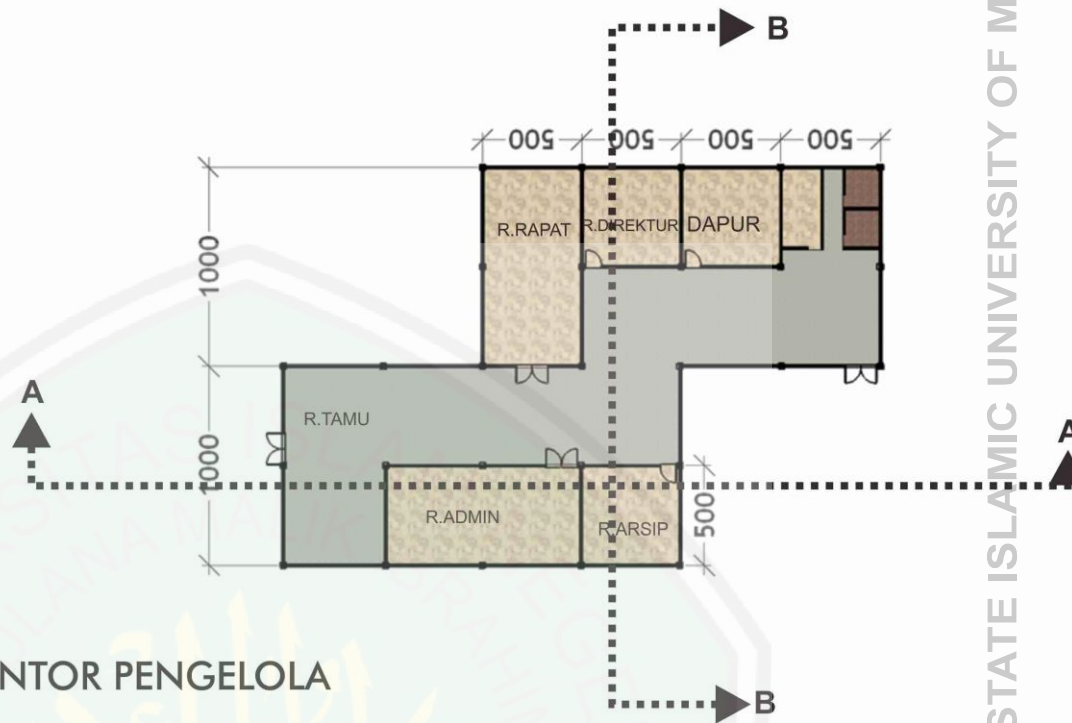 B
500 500 500 500
R.RAPAT
R.DIREKTUR
DAPUR
1000
A
R.TAMU
A
1000
R.ADMIN
R.ARSIP
500
NTOR PENGELOLA
B
STATE ISLAMIC UNIVERSITY OF M